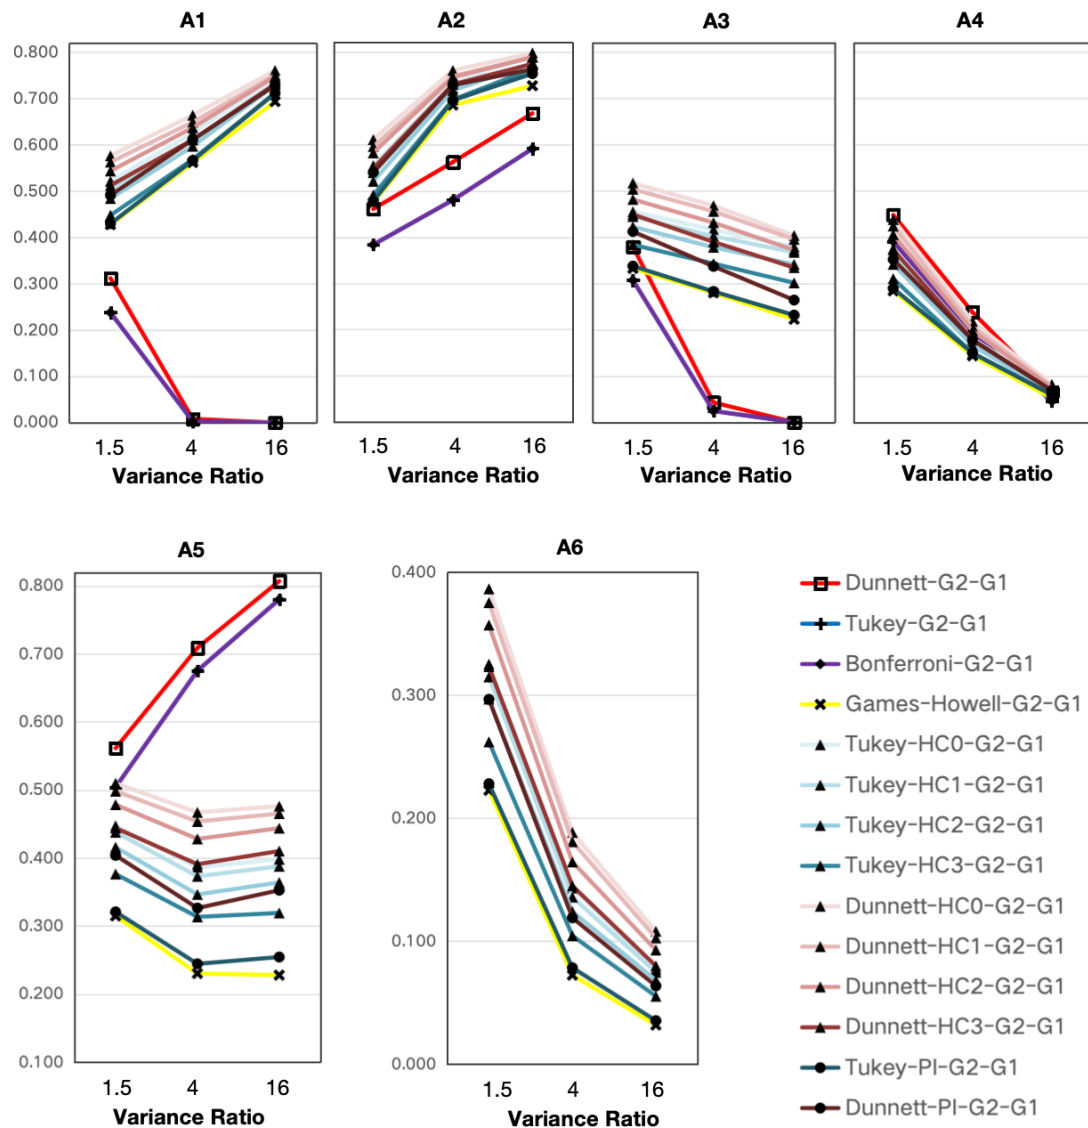 A1 A2 A3 A4
0.800
0.700
0.600
0.500
0.400
0.300
0.200
0.100
0.000
1.5 4 16 1.5 4 16 1.5 4 16 1.5 4 16
Variance Ratio Variance Ratio Variance Ratio Variance Ratio
A5
0.800
0.700
0.600
0.500
0.400
0.300
0.200
0.100
1.5 4 16
Variance Ratio
A6
0.400
0.300
0.200
0.100
0.000
1.5 4 16
Variance Ratio
Dunnett-G2-G1
Tukey-G2-G1
Bonferroni-G2-G1
Games-Howell-G2-G1
Tukey-HC0-G2-G1
Tukey-HC1-G2-G1
Tukey-HC2-G2-G1
Tukey-HC3-G2-G1
Dunnett-HC0-G2-G1
Dunnett-HC1-G2-G1
Dunnett-HC2-G2-G1
Dunnett-HC3-G2-G1
Tukey-PI-G2-G1
Dunnett-PI-G2-G1